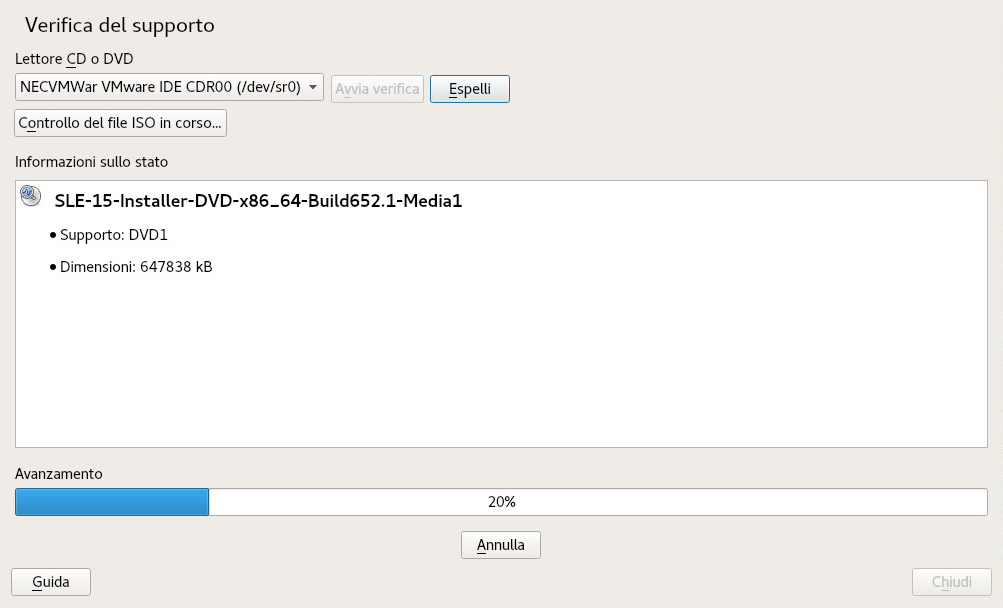 Verifica del supporto
Lettore CD o DVD
NECVMWar VMware IDE CDR00 (/dev/sr0) Avvia verifica Espelli
Controllo del file ISO in corso...
Informazioni sullo stato
SLE-15-Installer-DVD-x86_64-Build652.1-Media1
• Supporto: DVD1
• Dimensioni: 647838 kB
Avanzamento
20%
Annulla
Guida Chiudi